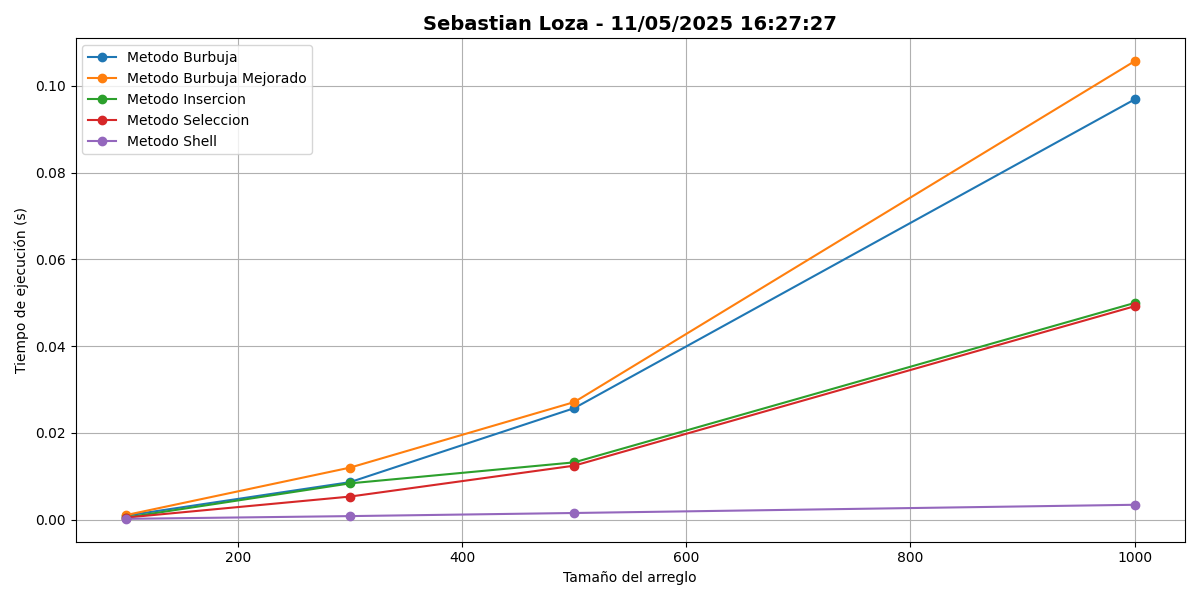 Sebastian Loza - 11/05/2025 16:27:27
Metodo Burbuja
Metodo Burbuja Mejorado
Metodo Insercion
Metodo Seleccion
Metodo Shell
0.10
0.08
0.06
0.04
0.02
0.00
Tiempo de ejecución (s)
200
400
600
800
1000
Tamaño del arreglo